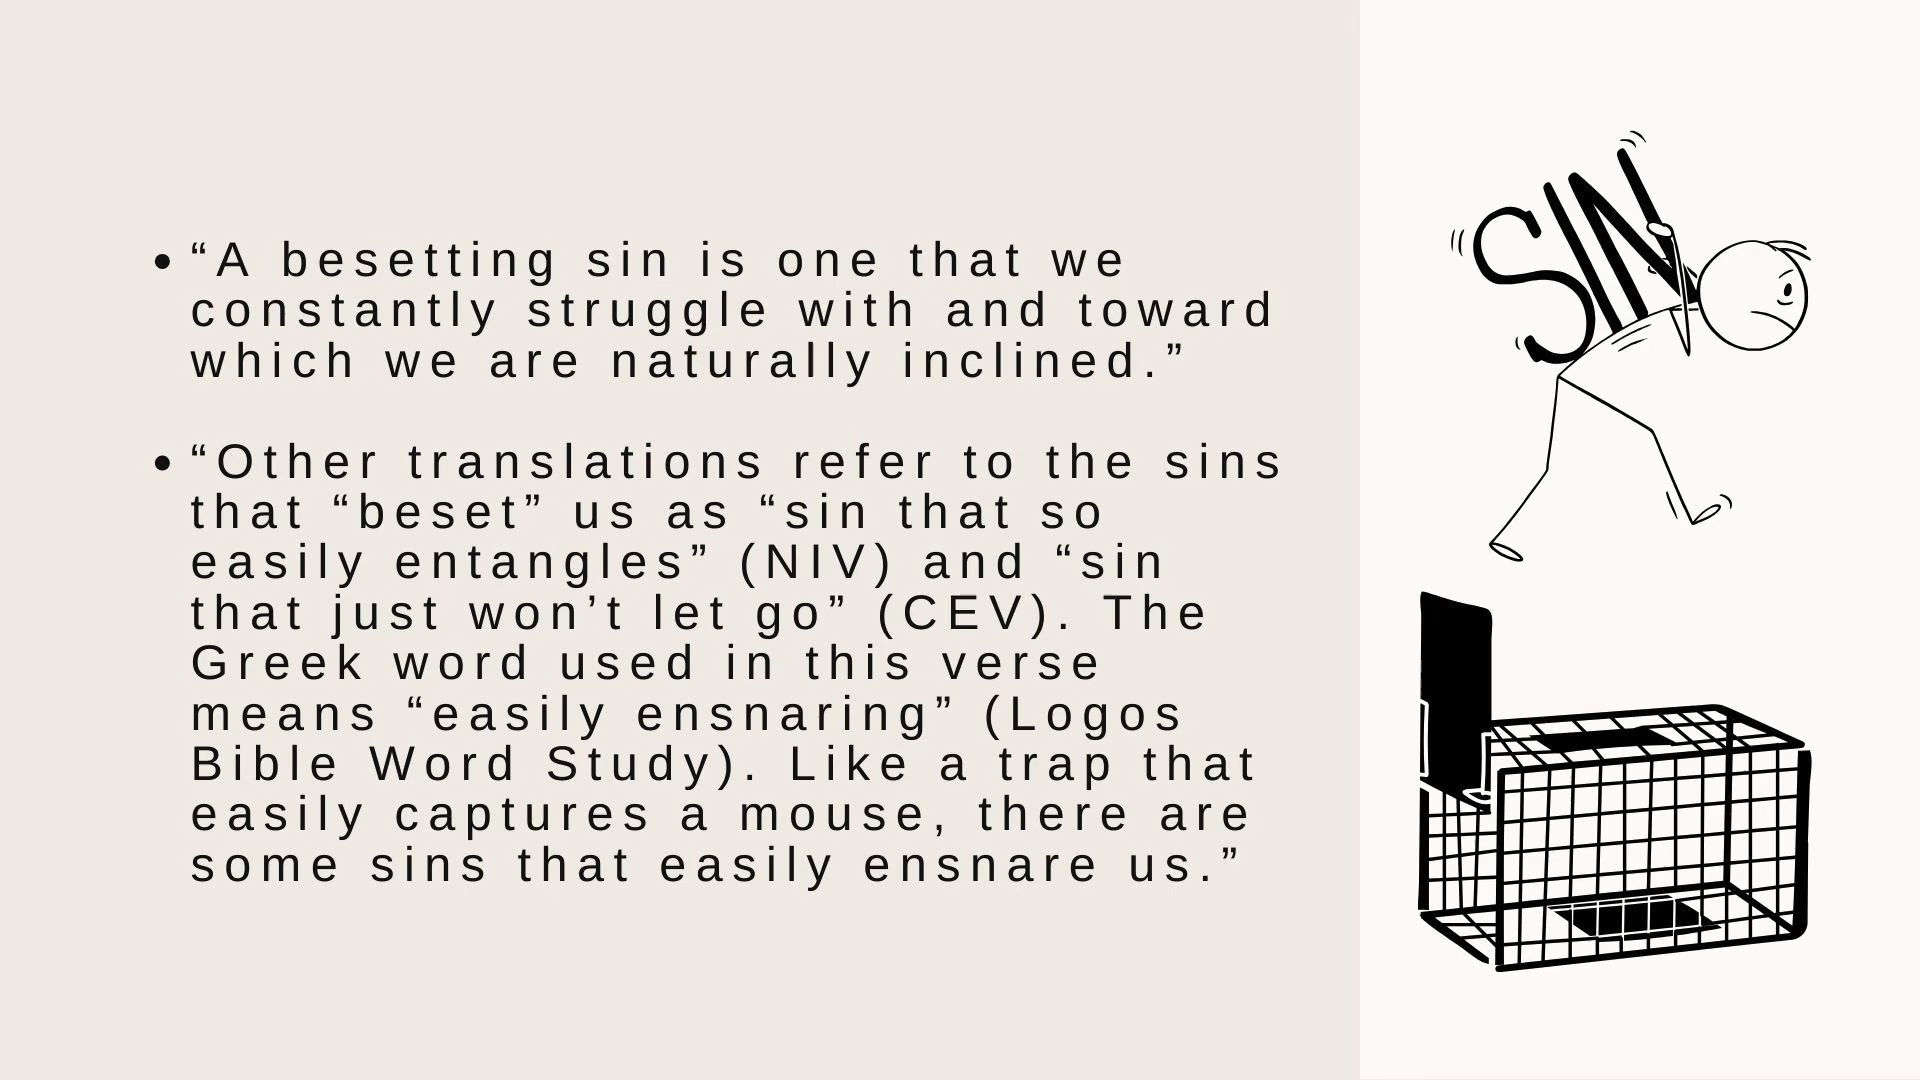 • “A besetting sin is one that we
constantly struggle with and toward
which we are naturally inclined.”
• “Other translations refer to the sins
that “beset” us as “sin that so
easily entangles” (NIV) and “sin
that just won’t let go” (CEV). The
Greek word used in this verse
means “easily ensnaring” (Logos
Bible Word Study). Like a trap that
easily captures a mouse, there are
some sins that easily ensnare us.”
SIN